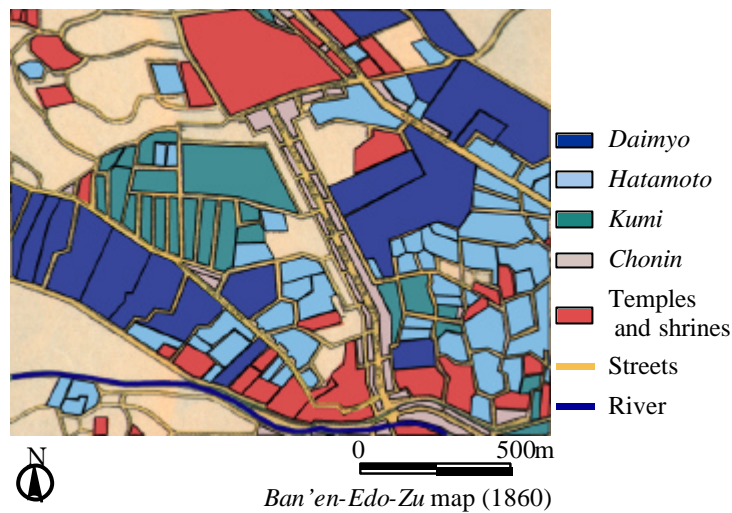 Daimyo
Hatamoto
Kumi
Chonin
Temples
and shrines
Streets
River
N
0 500m
Ban'en-Edo-Zu map (1860)